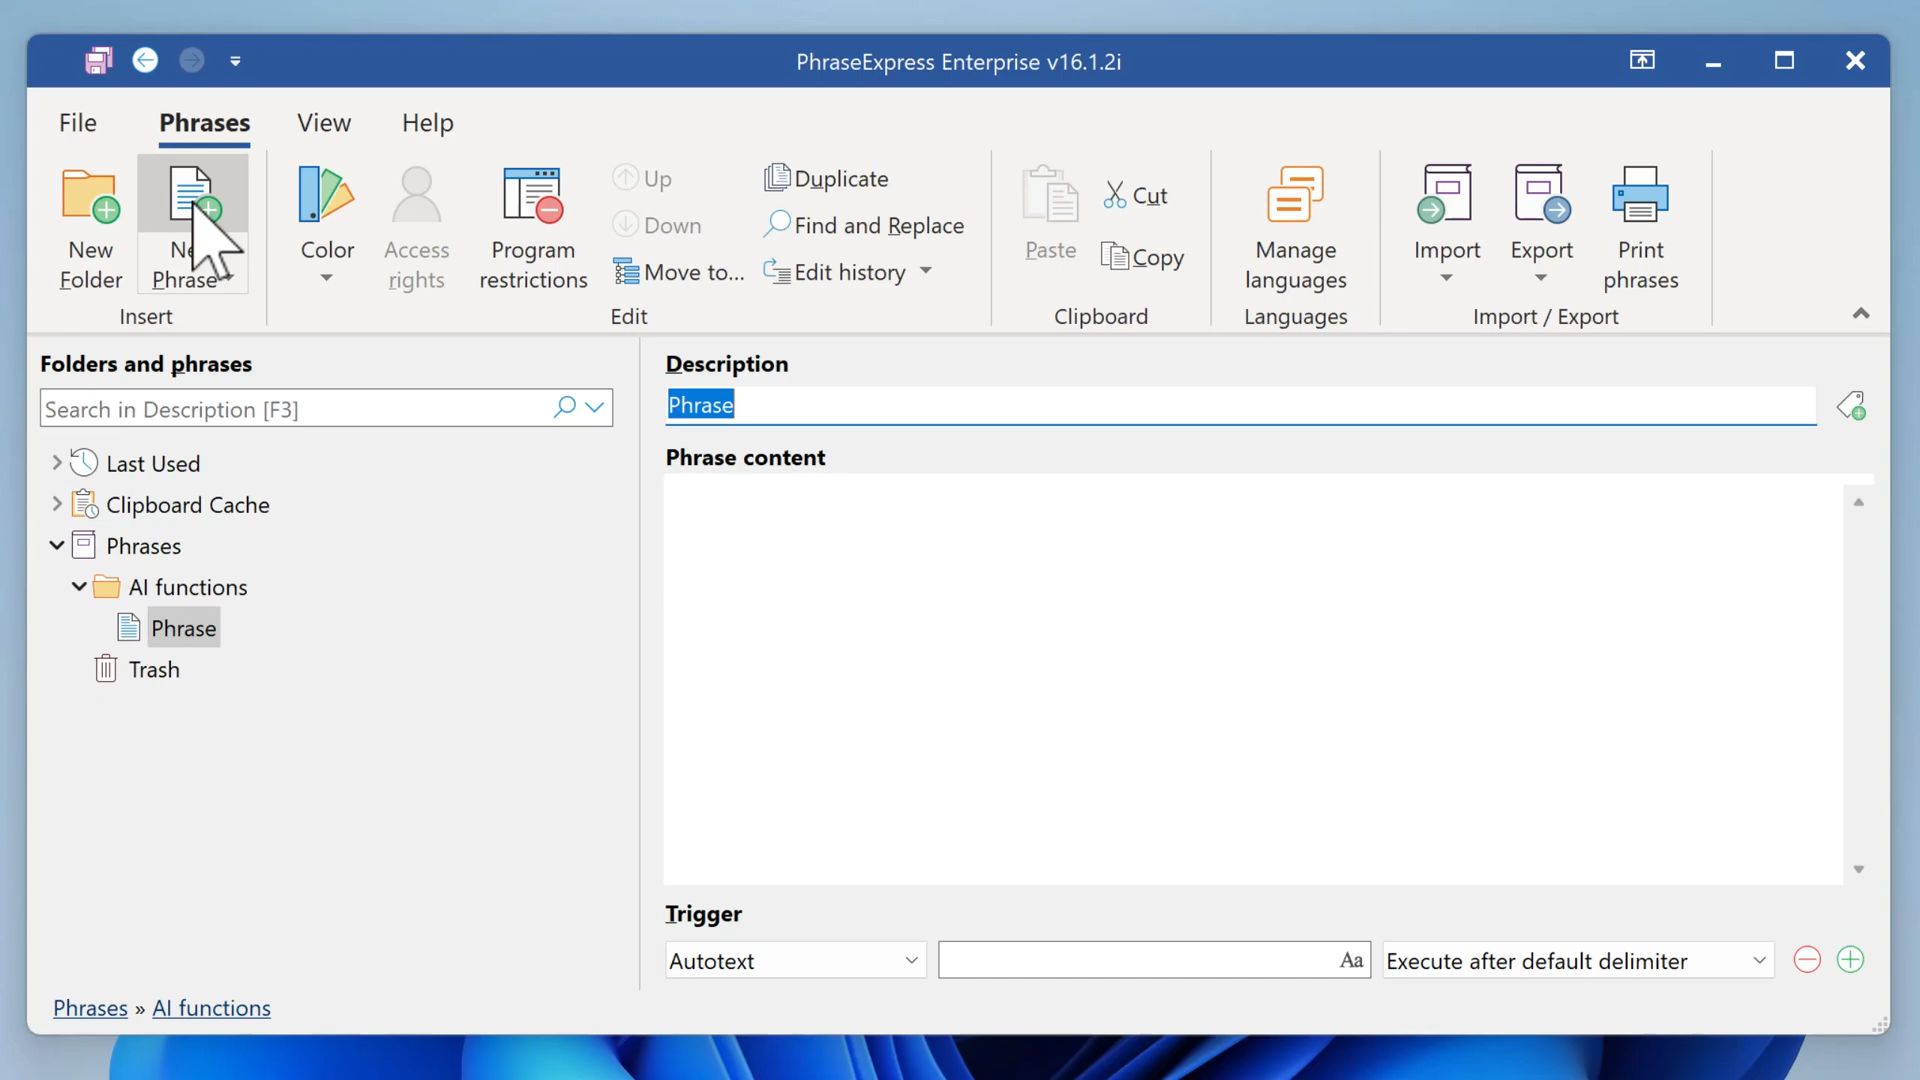 PhraseExpress Enterprise v16.1.2i
File
Phrases
View
Help
New
Folder
Phrase
Insert
Color
Access
rights
Program
restrictions
Up
Down
Move to...
Duplicate
Find and Replace
Edit history
Edit
Paste
Cut
Copy
Clipboard
Manage
languages
Languages
Import
Export
Print
phrases
Import / Export
Folders and phrases
Search in Description [F3]
Last Used
Clipboard Cache
Phrases
AI functions
Phrase
Trash
Description
Phrase
Phrase content
Trigger
Autotext
Aa
Execute after default delimiter
Phrases » AI functions